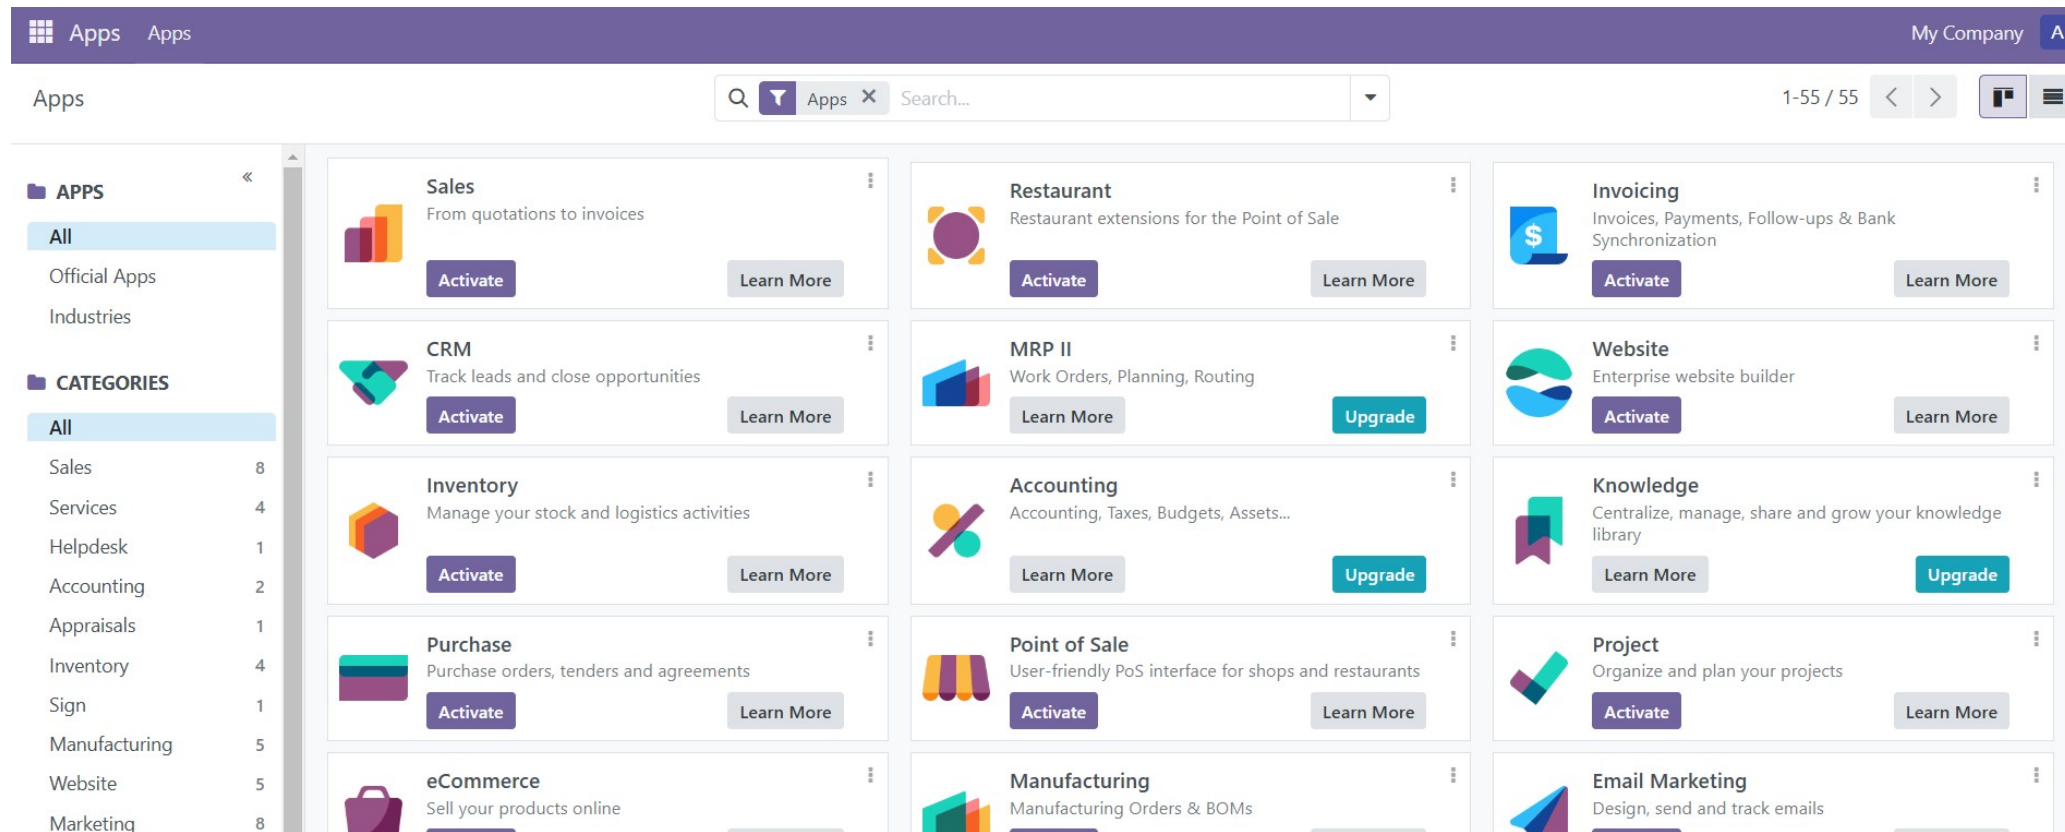 Apps Apps My Company A
Apps Apps Search... 1-55 / 55
APPS
All
Official Apps
Industries
CATEGORIES
All
Sales 8
Services 4
Helpdesk 1
Accounting 2
Appraisals 1
Inventory 4
Sign 1
Manufacturing 5
Website 5
Marketing 8
Sales
From quotations to invoices
Activate Learn More
Restaurant
Restaurant extensions for the Point of Sale
Activate Learn More
Invoicing
Invoices, Payments, Follow-ups & Bank
Synchronization
Activate Learn More
CRM
Track leads and close opportunities
Activate Learn More
MRP II
Work Orders, Planning, Routing
Learn More Upgrade
Website
Enterprise website builder
Activate Learn More
Inventory
Manage your stock and logistics activities
Activate Learn More
Accounting
Accounting, Taxes, Budgets, Assets...
Learn More Upgrade
Knowledge
Centralize, manage, share and grow your knowledge
library
Learn More Upgrade
Purchase
Purchase orders, tenders and agreements
Activate Learn More
Point of Sale
User-friendly PoS interface for shops and restaurants
Activate Learn More
Project
Organize and plan your projects
Activate Learn More
eCommerce
Sell your products online
Manufacturing
Manufacturing Orders & BOMs
Email Marketing
Design, send and track emails